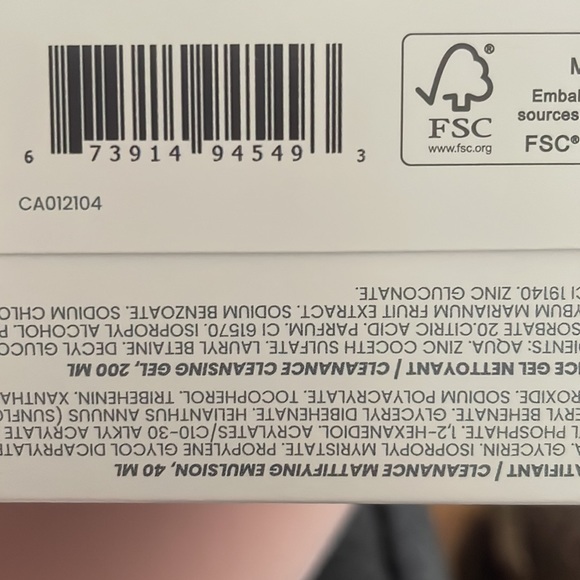 6 73914 94549 3
CA012104
FSC
www.fsc.org
M
Embal
sources
FSC®
ATIFIANT / CLEANANCE MATTIFYING EMULSION, 40 ML
A. GLYCERIN. ISOPROPYL MYRISTATE. PROPYLENE GLYCOL DICAPRYLAT
L PHOSPHATE. 1,2-HEXANEDIOL. ACRYLATES/C10-30 ALKYL ACRYLATE
ERYL BEHENATE. GLYCERYL DIBEHENATE. HELIANTHUS ANNUUS (SUNFLO
ROXIDE. SODIUM POLYACRYLATE. TOCOPHEROL. TRIBEHENIN. XANTHA
CE GEL NETTOYANT / CLEANANCE CLEANSING GEL, 200 ML
IENTS: AQUA. ZINC COCETH SULFATE. LAURYL BETAINE. DECYL GLUCO
SORBATE 20.CITRIC ACID. PARFUM. CI 61570. ISOPROPYL ALCOHOL. P
YBUM MARIANUM FRUIT EXTRACT. SODIUM BENZOATE. SODIUM CHLO
CI 19140. ZINC GLUCONATE.